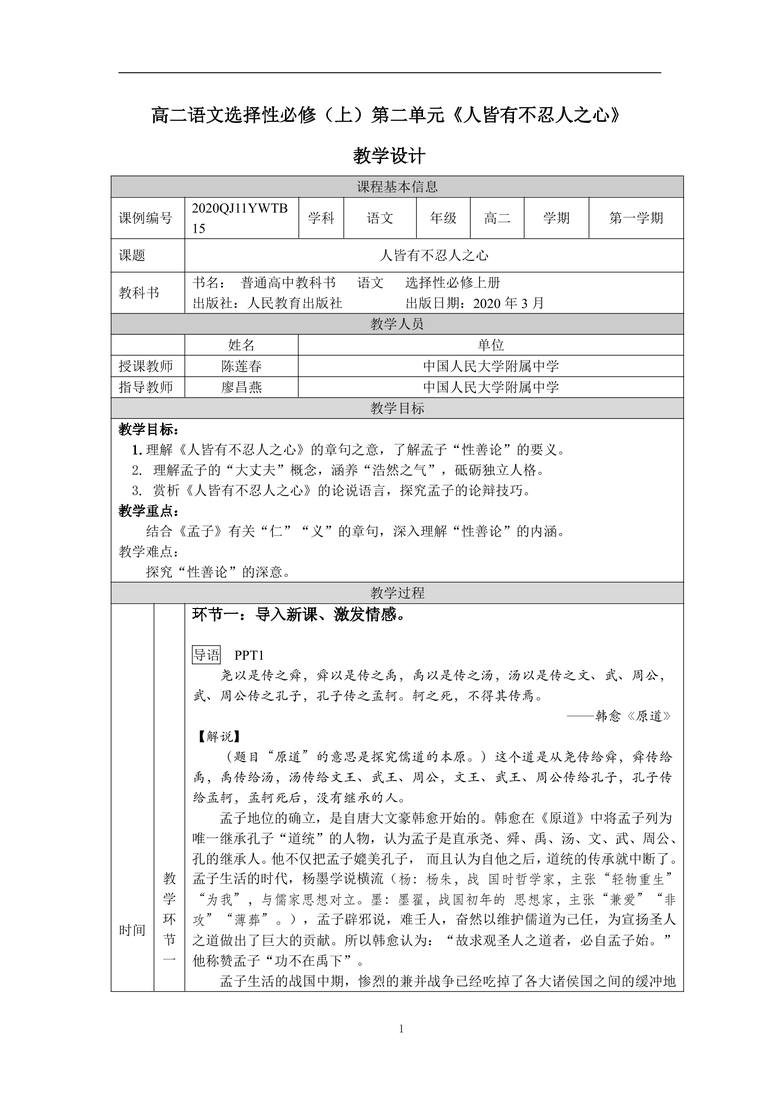 高二语文选择性必修（上）第二单元《人皆有不忍人之心》
教学设计
课程基本信息
课例编号 2020QJ11YWTB15 学科 语文 年级 高二 学期 第一学期
课题 人皆有不忍人之心
教科书 书名： 普通高中教科书 语文 选择性必修上册
出版社：人民教育出版社 出版日期：2020 年 3 月
教学人员
姓名 单位
授课教师 陈莲春 中国人民大学附属中学
指导教师 廖昌燕 中国人民大学附属中学
教学目标
教学目标：
1.理解《人皆有不忍人之心》的章句之意，了解孟子“性善论”的要义。
2. 理解孟子的“大丈夫”概念，涵养“浩然之气”，砥砺独立人格。
3. 赏析《人皆有不忍人之心》的论说语言，探究孟子的论辩技巧。
教学重点：
结合《孟子》有关“仁”“义”的章句，深入理解“性善论”的内涵。
教学难点：
探究“性善论”的深意。
教学过程
时间
教学环节一
环节一：导入新课、激发情感。
导语 PPT1
尧以是传之舜，舜以是传之禹，禹以是传之汤，汤以是传之文、武、周公，
武、周公传之孔子，孔子传之孟轲。轲之死，不得其传焉。
——韩愈《原道》
【解说】
（题目“原道”的意思是探究儒道的本原。）这个道是从尧传给舜，舜传给
禹，禹传给汤，汤传给文王、武王、周公，文王、武王、周公传给孔子，孔子传
给孟轲，孟轲死后，没有继承的人。
孟子地位的确立，是自唐大文豪韩愈开始的。韩愈在《原道》中将孟子列为
唯一继承孔子“道统”的人物，认为孟子是直承尧、舜、禹、汤、文、武、周公、
孔的继承人。他不仅把孟子媲美孔子， 而且认为自他之后，道统的传承就中断了。
孟子生活的时代，杨墨学说横流（杨：杨朱，战 国时哲学家，主张“轻物重生”
“为我”，与儒家思想对立。墨：墨翟，战国初年的 思想家，主张“兼爱”“非
攻”“薄葬”。），孟子辟邪说，难壬人，奋然以维护儒道为己任，为宣扬圣人
之道做出了巨大的贡献。所以韩愈认为：“故求观圣人之道者，必自孟子始。”
他称赞孟子“功不在禹下”。
孟子生活的战国中期，惨烈的兼并战争已经吃掉了各大诸侯国之间的缓冲地
1